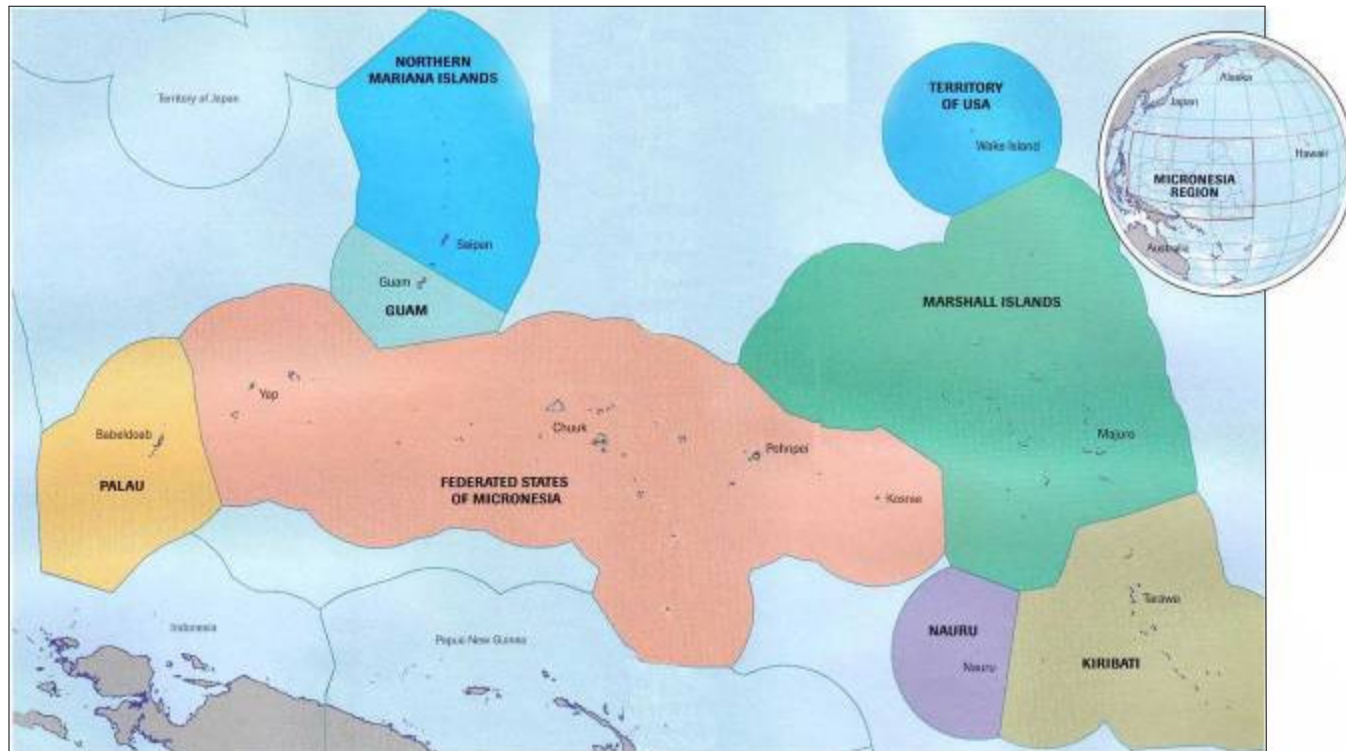 NORTHERN
MARIANA ISLANDS
Territory of Japan
Saipan
Guam
GUAM
TERRITORY
OF USA
Wake Island
Alaska
Japan
Hawaii
MICRONESIA
REGION
Australia
MARSHALL ISLANDS
Majuro
Yap
Babeldoab
PALAU
Chuuk
Pohnpei
FEDERATED STATES
OF MICRONESIA
Kosrae
Indonesia
Papua New Guinea
NAURU
Nauru
Tarawa
KIRIBATI